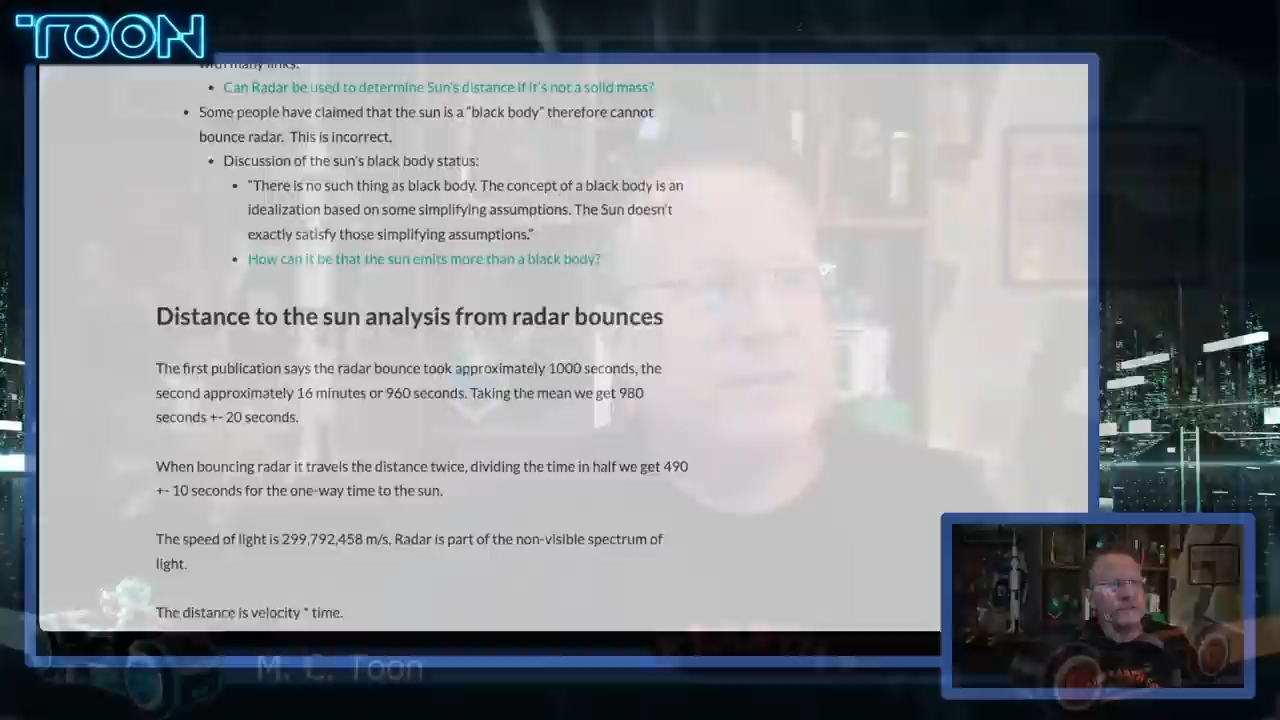 TOON
with many links.
• Can Radar be used to determine Sun's distance if it's not a solid mass?
• Some people have claimed that the sun is a "black body" therefore cannot
bounce radar. This is incorrect.
• Discussion of the sun's black body status:
• "There is no such thing as black body. The concept of a black body is an
idealization based on some simplifying assumptions. The Sun doesn't
exactly satisfy those simplifying assumptions."
• How can it be that the sun emits more than a black body?
Distance to the sun analysis from radar bounces
The first publication says the radar bounce took approximately 1000 seconds, the
second approximately 16 minutes or 960 seconds. Taking the mean we get 980
seconds +- 20 seconds.
When bouncing radar it travels the distance twice, dividing the time in half we get 490
+- 10 seconds for the one-way time to the sun.
The speed of light is 299,792,458 m/s. Radar is part of the non-visible spectrum of
light.
The distance is velocity * time.
M. C. Toon